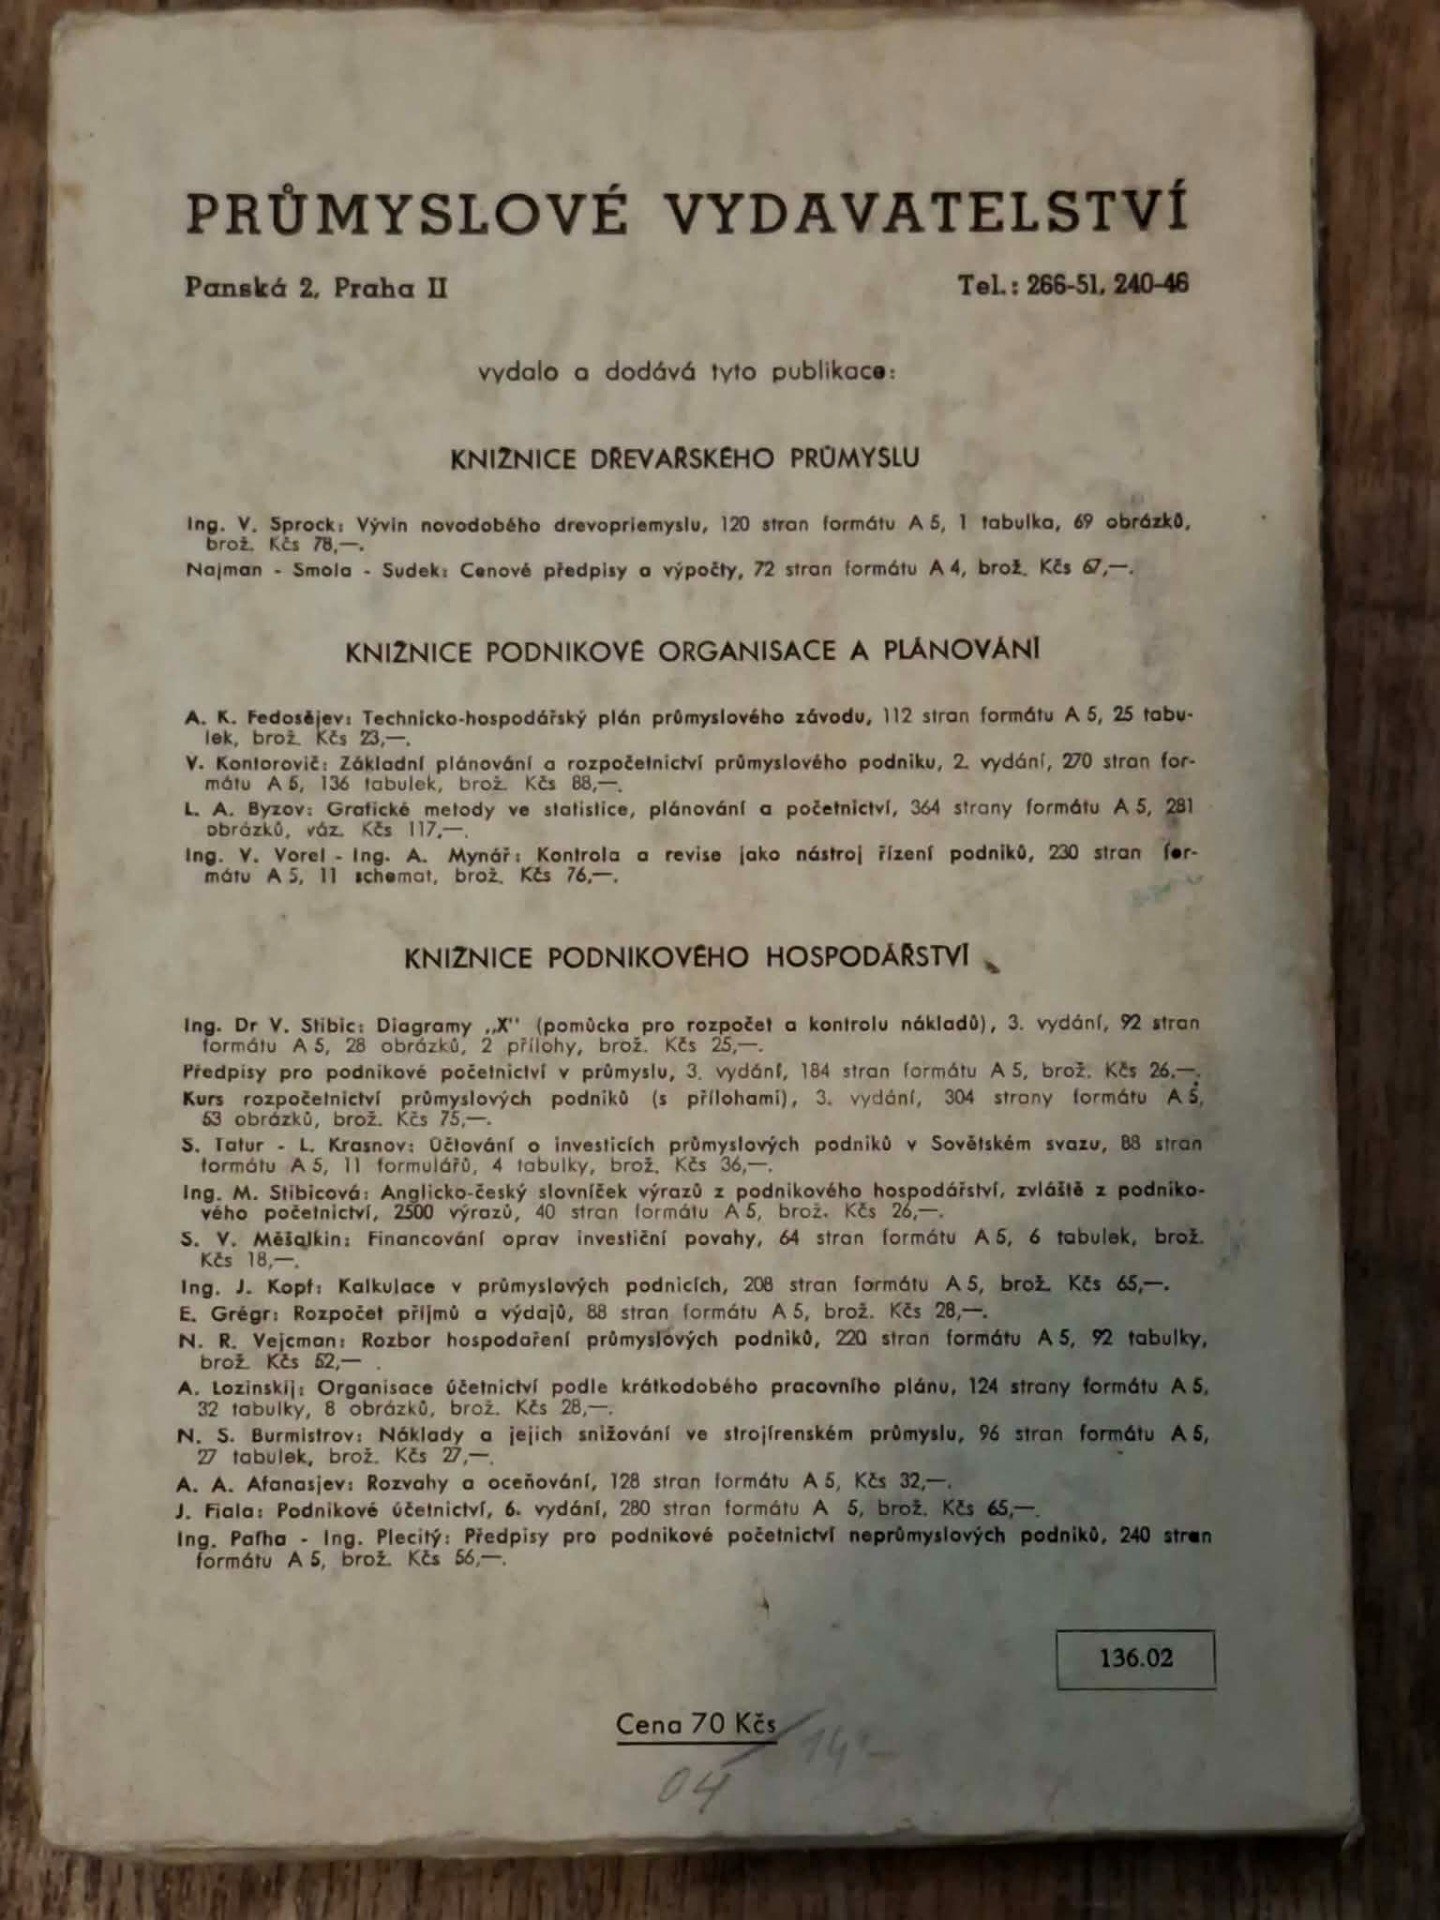 PRŮMYSLOVÉ VYDAVATELSTVÍ
Panská 2, Praha II Tel.: 266-51, 240-46
vydalo a dodává tyto publikace:
KNIŽNICE DŘEVAŘSKÉHO PRŮMYSLU
Ing. V. Sprock: Vývin novodobého drevopriemyslu, 120 stran formátu A 5, 1 tabulka, 69 obrázků,
brož. Kčs 78,—.
Najman - Smola - Sudek: Cenové předpisy a výpočty, 72 stran formátu A 4, brož. Kčs 67,—.
KNIŽNICE PODNIKOVÉ ORGANISACE A PLÁNOVÁNÍ
A. K. Fedosějev: Technicko-hospodářský plán průmyslového závodu, 112 stran formátu A 5, 25 tabu-
lek, brož. Kčs 23,—.
V. Kontorovič: Základní plánování a rozpočetnictví průmyslového podniku, 2. vydání, 270 stran for-
mátu A 5, 136 tabulek, brož. Kčs 88,—.
L. A. Byzov: Grafické metody ve statistice, plánování a početnictví, 364 strany formátu A 5, 281
obrázků, váz. Kčs 117,—.
Ing. V. Vorel - Ing. A. Mynář: Kontrola a revise jako nástroj řízení podniků, 230 stran for-
mátu A 5, 11 schemat, brož. Kčs 76,—.
KNIŽNICE PODNIKOVÉHO HOSPODÁŘSTVÍ
Ing. Dr V. Stibic: Diagramy „X“ (pomůcka pro rozpočet a kontrolu nákladů), 3. vydání, 92 stran
formátu A 5, 28 obrázků, 2 přílohy, brož. Kčs 25,—.
Předpisy pro podnikové početnictví v průmyslu, 3. vydání, 184 stran formátu A 5, brož. Kčs 26,—.
Kurs rozpočetnictví průmyslových podniků (s přílohami), 3. vydání, 304 strany formátu A 5,
53 obrázků, brož. Kčs 75,—.
S. Tatur - L. Krasnov: Účtování o investicích průmyslových podniků v Sovětském svazu, 88 stran
formátu A 5, 11 formulářů, 4 tabulky, brož. Kčs 36,—.
Ing. M. Stibicová: Anglicko-český slovníček výrazů z podnikového hospodářství, zvláště z podniko-
vého početnictví, 2500 výrazů, 40 stran formátu A 5, brož. Kčs 26,—.
S. V. Měšalkin: Financování oprav investiční povahy, 64 stran formátu A 5, 6 tabulek, brož.
Kčs 18,—.
Ing. J. Kopf: Kalkulace v průmyslových podnicích, 208 stran formátu A 5, brož. Kčs 65,—.
E. Grégr: Rozpočet příjmů a výdajů, 88 stran formátu A 5, brož. Kčs 28,—.
N. R. Vejcman: Rozbor hospodaření průmyslových podniků, 220 stran formátu A 5, 92 tabulky,
brož. Kčs 52,— .
A. Lozinskij: Organisace účetnictví podle krátkodobého pracovního plánu, 124 strany formátu A 5,
32 tabulky, 8 obrázků, brož. Kčs 28,—.
N. S. Burmistrov: Náklady a jejich snižování ve strojírenském průmyslu, 96 stran formátu A 5,
27 tabulek, brož. Kčs 27,—.
A. A. Afanasjev: Rozvahy a oceňování, 128 stran formátu A 5, Kčs 32,—.
J. Fiala: Podnikové účetnictví, 6. vydání, 280 stran formátu A 5, brož. Kčs 65,—.
Ing. Paťha - Ing. Plecitý: Předpisy pro podnikové početnictví neprůmyslových podniků, 240 stran
formátu A 5, brož. Kčs 56,—.
136.02
Cena 70 Kčs
14-
04